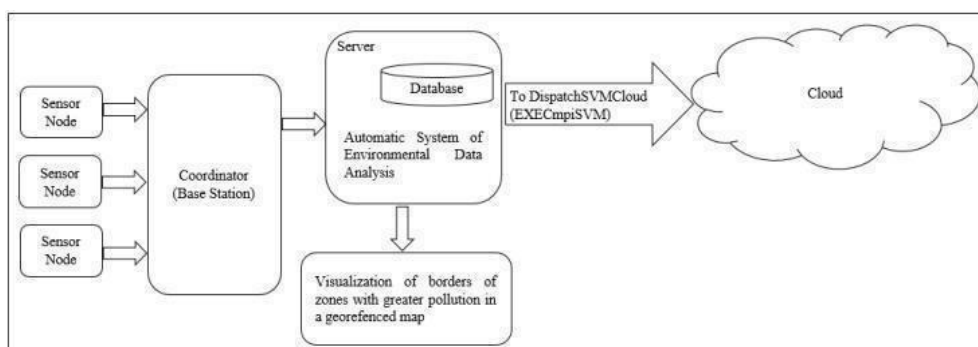 Sensor
Node
Sensor
Node
Sensor
Node
Coordinator
(Base Station)
Server
Database
Automatic System of
Environmental Data
Analysis
To DispatchSVMCloud
(EXECmpiSVM)
Cloud
Visualization of borders of
zones with greater pollution in
a georefenced map